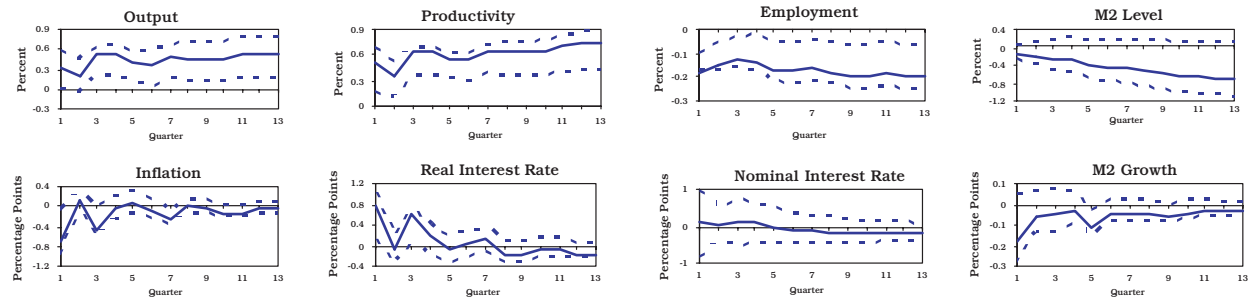 Output
Productivity
Employment
M2 Level
Percent
0.9
0.6
0.3
0
-0.3
1 3 5 7 9 11 13
Quarter
Percent
0.9
0.6
0.3
0
1 3 5 7 9 11 13
Quarter
Percent
0
-0.1
-0.2
-0.3
1 3 5 7 9 11 13
Quarter
Percent
0.4
0
-0.4
-0.8
-1.2
1 3 5 7 9 11 13
Quarter
Inflation
Real Interest Rate
Nominal Interest Rate
M2 Growth
Percentage Points
0.4
0
-0.4
-0.8
-1.2
1 3 5 7 9 11 13
Quarter
Percentage Points
1.2
0.8
0.4
0
-0.4
1 3 5 7 9 11 13
Quarter
Percentage Points
1
0
-1
1 3 5 7 9 11 13
Quarter
Percentage Points
0.1
0
-0.1
-0.2
-0.3
1 3 5 7 9 11 13
Quarter